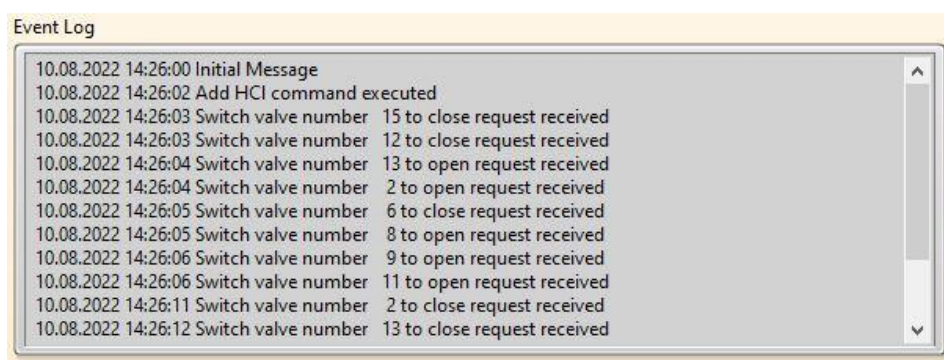 Event Log
10.08.2022 14:26:00 Initial Message
10.08.2022 14:26:02 Add HCI command executed
10.08.2022 14:26:03 Switch valve number 15 to close request received
10.08.2022 14:26:03 Switch valve number 12 to close request received
10.08.2022 14:26:04 Switch valve number 13 to open request received
10.08.2022 14:26:04 Switch valve number 2 to open request received
10.08.2022 14:26:05 Switch valve number 6 to close request received
10.08.2022 14:26:05 Switch valve number 8 to open request received
10.08.2022 14:26:06 Switch valve number 9 to open request received
10.08.2022 14:26:06 Switch valve number 11 to open request received
10.08.2022 14:26:11 Switch valve number 2 to close request received
10.08.2022 14:26:12 Switch valve number 13 to close request received